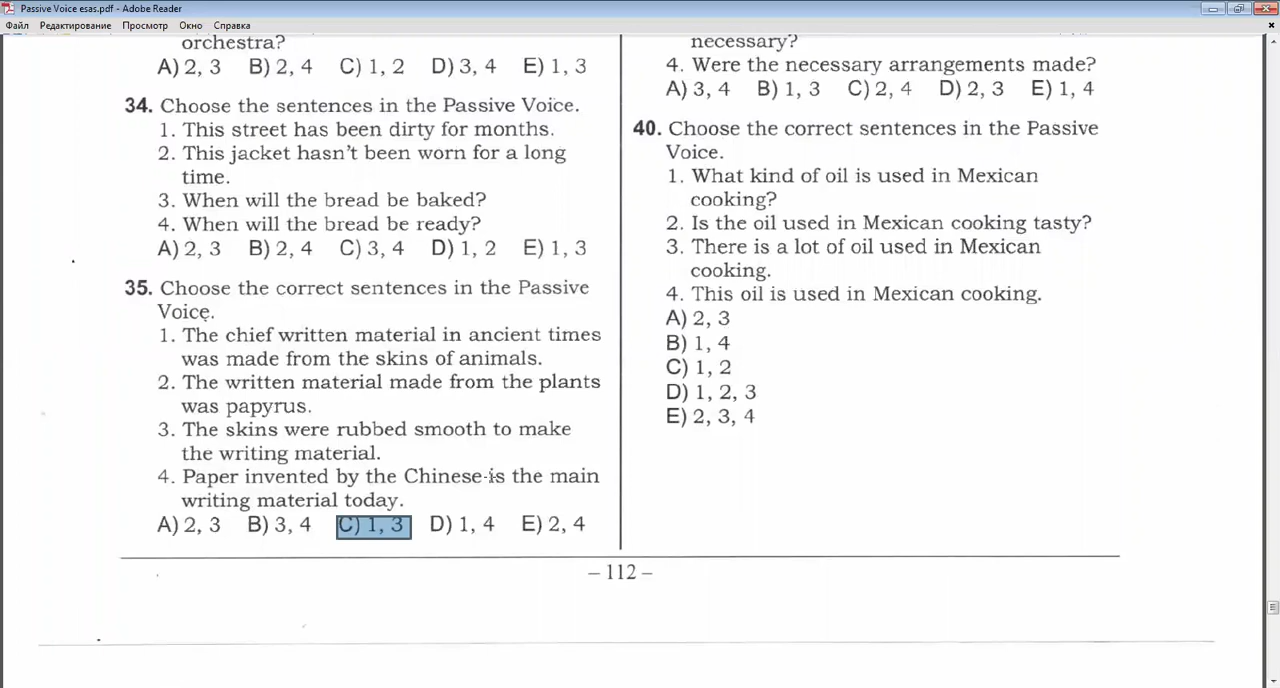 Passive Voice esas.pdf - Adobe Reader
Файл Редактирование Просмотр Окно Справка
orchestra?
A) 2, 3 B) 2, 4 C) 1, 2 D) 3, 4 E) 1, 3
34. Choose the sentences in the Passive Voice.
1. This street has been dirty for months.
2. This jacket hasn't been worn for a long
time.
3. When will the bread be baked?
4. When will the bread be ready?
A) 2, 3 B) 2, 4 C) 3, 4 D) 1, 2 E) 1, 3
35. Choose the correct sentences in the Passive
Voice.
1. The chief written material in ancient times
was made from the skins of animals.
2. The written material made from the plants
was papyrus.
3. The skins were rubbed smooth to make
the writing material.
4. Paper invented by the Chinese is the main
writing material today.
A) 2, 3 B) 3, 4 C) 1, 3 D) 1, 4 E) 2, 4
necessary?
4. Were the necessary arrangements made?
A) 3, 4 B) 1, 3 C) 2, 4 D) 2, 3 E) 1, 4
40. Choose the correct sentences in the Passive
Voice.
1. What kind of oil is used in Mexican
cooking?
2. Is the oil used in Mexican cooking tasty?
3. There is a lot of oil used in Mexican
cooking.
4. This oil is used in Mexican cooking.
A) 2, 3
B) 1, 4
C) 1, 2
D) 1, 2, 3
E) 2, 3, 4
– 112 –